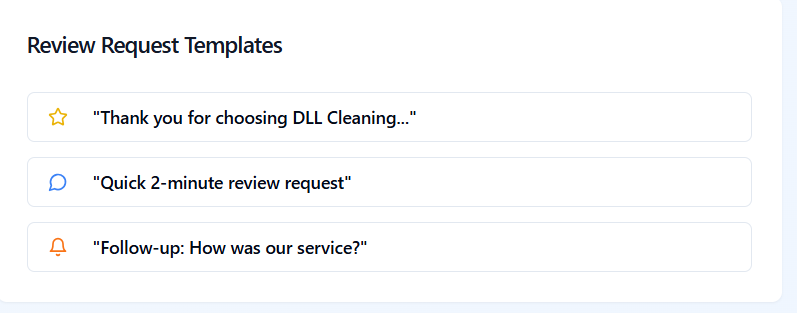 Review Request Templates
"Thank you for choosing DLL Cleaning..."
"Quick 2-minute review request"
"Follow-up: How was our service?"